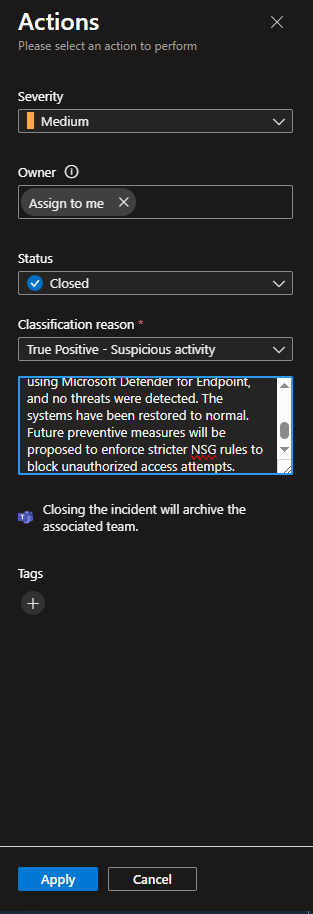 Actions
Please select an action to perform
Severity
Medium
Owner
Assign to me
Status
Closed
Classification reason *
True Positive - Suspicious activity
using Microsoft Defender for Endpoint,
and no threats were detected. The
systems have been restored to normal.
Future preventive measures will be
proposed to enforce stricter NSG rules to
block unauthorized access attempts.
Closing the incident will archive the
associated team.
Tags
Apply
Cancel